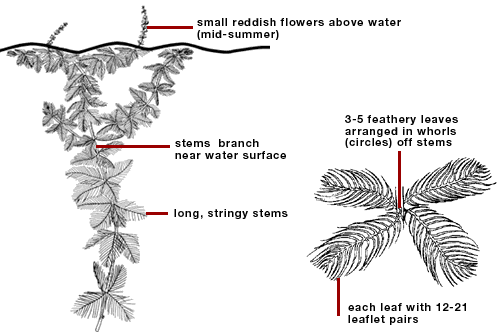 small reddish flowers above water
(mid-summer)
stems branch
near water surface
long, stringy stems
3-5 feathery leaves
arranged in whorls
(circles) off stems
each leaf with 12-21
leaflet pairs